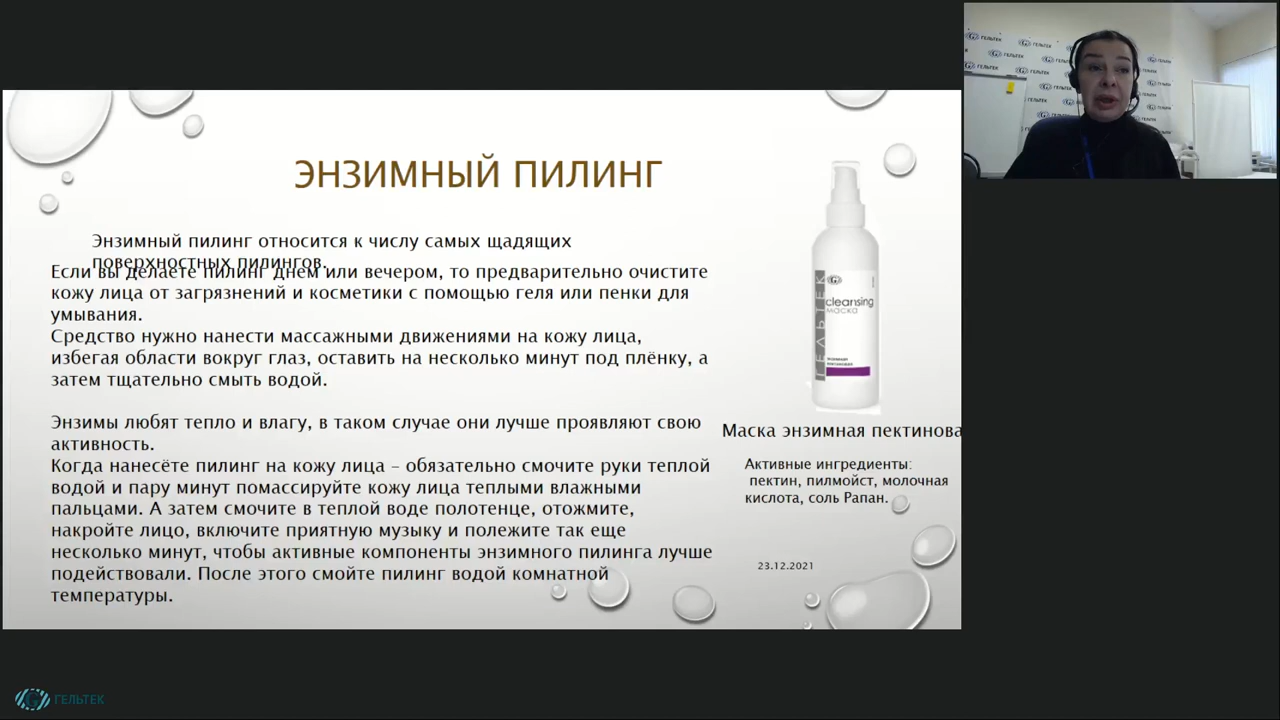 ЭНЗИМНЫЙ ПИЛИНГ
Энзимный пилинг относится к числу самых щадящих
поверхностных пилингов.
Если вы делаете пилинг днем или вечером, то предварительно очистите
кожу лица от загрязнений и косметики с помощью геля или пенки для
умывания.
Средство нужно нанести массажными движениями на кожу лица,
избегая области вокруг глаз, оставить на несколько минут под плёнку, а
затем тщательно смыть водой.
Энзимы любят тепло и влагу, в таком случае они лучше проявляют свою
активность.
Когда нанесёте пилинг на кожу лица – обязательно смочите руки теплой
водой и пару минут помассируйте кожу лица теплыми влажными
пальцами. А затем смочите в теплой воде полотенце, отожмите,
накройте лицо, включите приятную музыку и полежите так еще
несколько минут, чтобы активные компоненты энзимного пилинга лучше
подействовали. После этого смойте пилинг водой комнатной
температуры.
ГЕЛЬТЕК
cleansing
маска
Маска энзимная пектинова
Активные ингредиенты:
пектин, пилмойст, молочная
кислота, соль Рапан.
23.12.2021
ГЕЛЬТЕК
ГЕЛЬТЕК
ГЕЛЬТЕК
ГЕЛЬТЕК
ГЕЛЬТЕК
ГЕЛЬТЕК